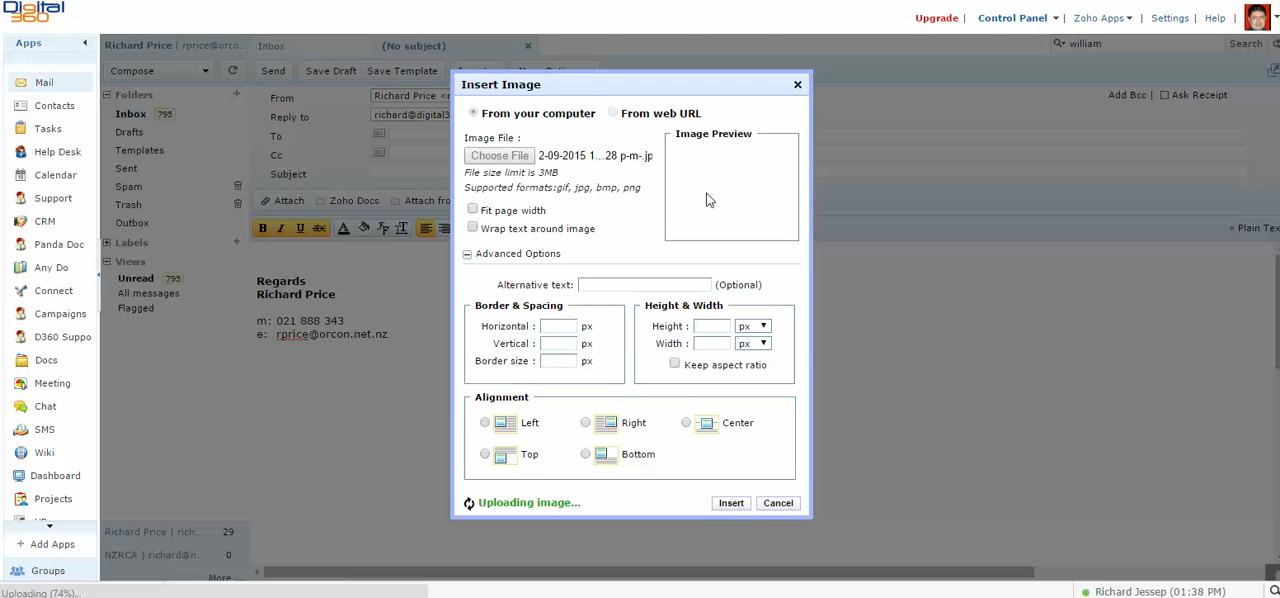 Digital
360
Upgrade | Control Panel | Zoho Apps | Settings | Help
Apps
Richard Price | rprice@orco...
Inbox
(No subject)
william
Search
Mail
Contacts
Tasks
Help Desk
Calendar
Support
CRM
Panda Doc
Any Do
Connect
Campaigns
D360 Suppo
Docs
Meeting
Chat
SMS
Wiki
Dashboard
Projects
Add Apps
Groups
Compose
Send
Save Draft
Save Template
Folders
Inbox 795
Drafts
Templates
Sent
Spam
Trash
Outbox
Labels
Views
Unread 795
All messages
Flagged
Richard Price | rich... 29
NZRCA | richard@n... 0
More...
From
Richard Price <r
Reply to
richard@digital3
To
Cc
Subject
Add Bcc | Ask Receipt
Attach
Zoho Docs
Attach from
B I U abc
« Plain Tex
Regards
Richard Price
m: 021 888 343
e: rprice@orcon.net.nz
Insert Image
From your computer
From web URL
Image File :
Choose File 2-09-2015 1...28 p-m-.jp
File size limit is 3MB
Supported formats:gif, jpg, bmp, png
Image Preview
Fit page width
Wrap text around image
Advanced Options
Alternative text: (Optional)
Border & Spacing
Horizontal : px
Vertical : px
Border size : px
Height & Width
Height : px
Width : px
Keep aspect ratio
Alignment
Left
Right
Center
Top
Bottom
Uploading image...
Insert
Cancel
Uploading (74%)...
Richard Jessep (01:38 PM)